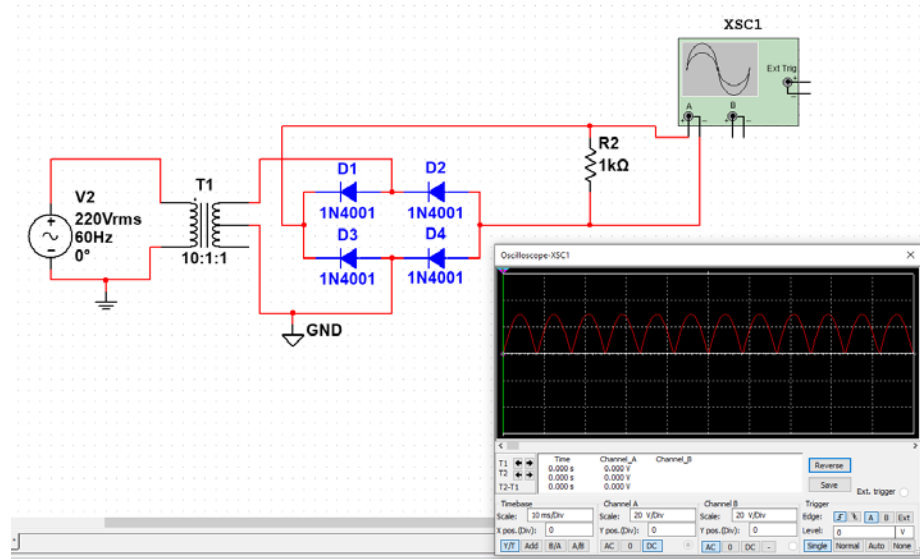 XSC1
Ext Trig
+
-
A
B
+ - + -
R2
1kΩ
D1
D2
1N4001
1N4001
D3
D4
1N4001
1N4001
T1
10:1:1
V2
220Vrms
60Hz
0°
GND
Oscilloscope-XSC1
Time Channel_A Channel_B
T1 0.000 s 0.000 V
T2 0.000 s 0.000 V
T2-T1 0.000 s 0.000 V
Reverse
Save
Ext. trigger
Timebase
Scale: 10 ms/Div
X pos.(Div): 0
Y/T Add B/A A/B
Channel A
Scale: 20 V/Div
Y pos.(Div): 0
AC 0 DC
Channel B
Scale: 20 V/Div
Y pos.(Div): 0
AC 0 DC -
Trigger
Edge: A B Ext
Level: 0 V
Single Normal Auto None